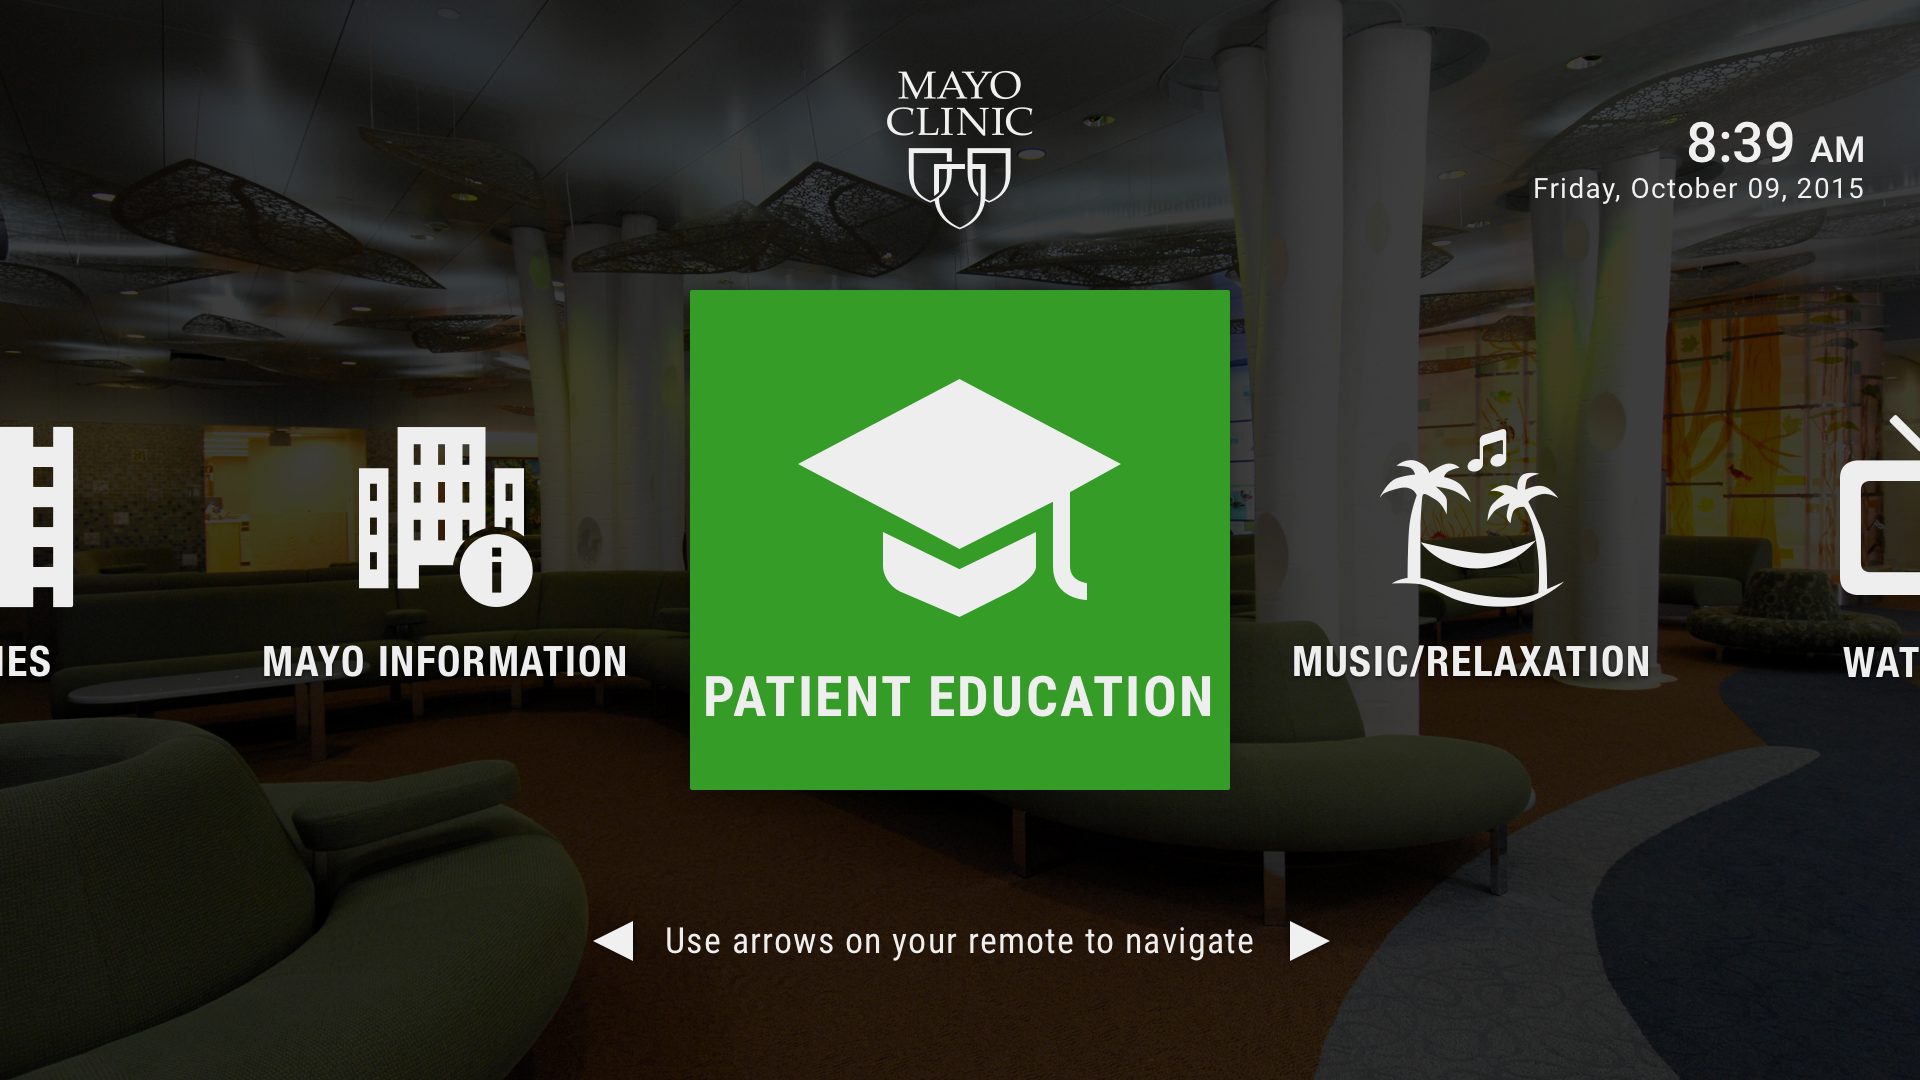 MAYO
CLINIC
8:39 AM
Friday, October 09, 2015
IES
MAYO INFORMATION
PATIENT EDUCATION
MUSIC/RELAXATION
WAT
Use arrows on your remote to navigate